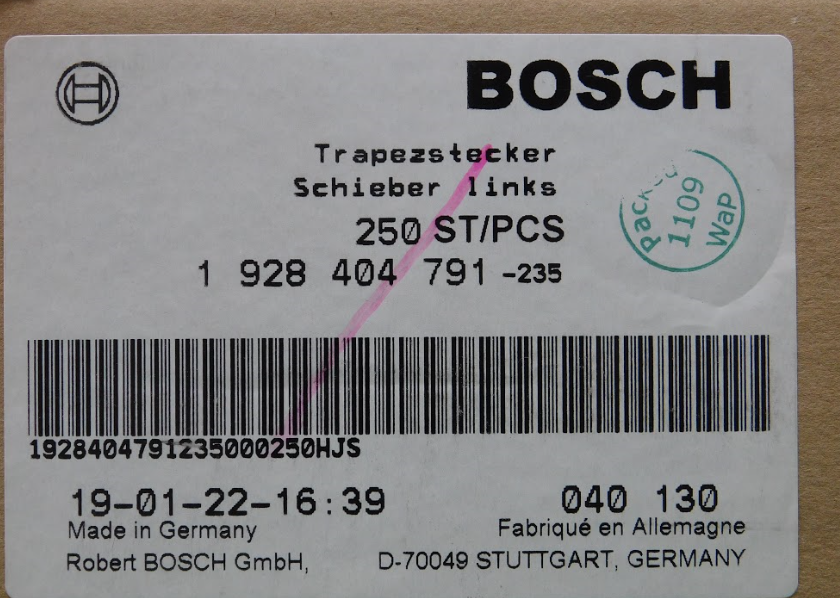 BOSCH
Trapezstecker
Schieber links
250 ST/PCS
1 928 404 791 -235
Packed
1109
WaP
1928404791235000250HJS
19-01-22-16:39
040 130
Made in Germany
Fabriqué en Allemagne
Robert BOSCH GmbH,
D-70049 STUTTGART, GERMANY